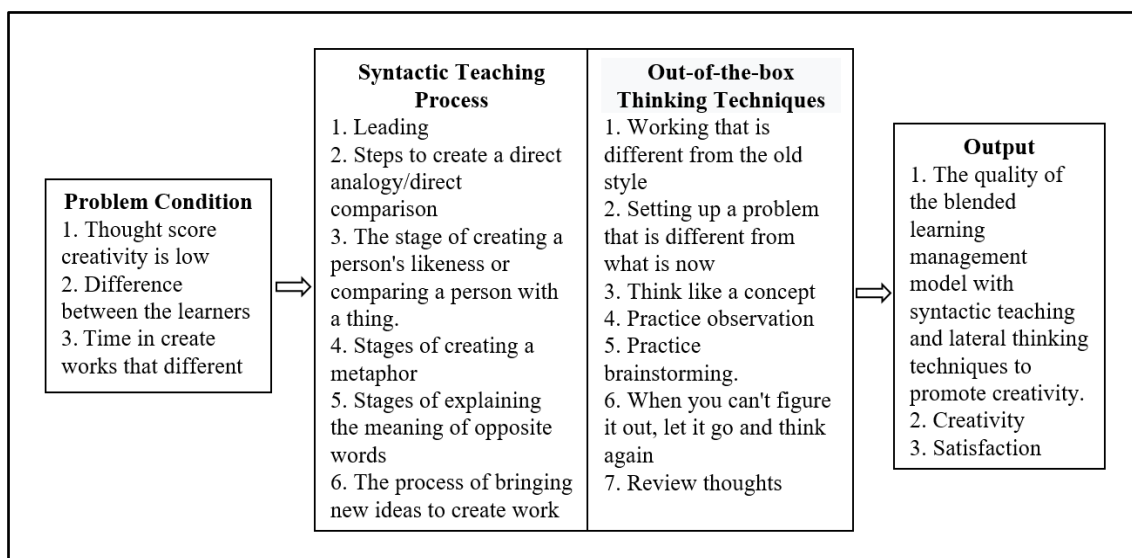 Problem Condition
1. Thought score
creativity is low
2. Difference
between the learners
3. Time in create
works that different
Syntactic Teaching
Process
1. Leading
2. Steps to create a direct
analogy/direct
comparison
3. The stage of creating a
person's likeness or
comparing a person with
a thing.
4. Stages of creating a
metaphor
5. Stages of explaining
the meaning of opposite
words
6. The process of bringing
new ideas to create work
Out-of-the-box
Thinking Techniques
1. Working that is
different from the old
style
2. Setting up a problem
that is different from
what is now
3. Think like a concept
4. Practice observation
5. Practice
brainstorming.
6. When you can't figure
it out, let it go and think
again
7. Review thoughts
Output
1. The quality of
the blended
learning
management
model with
syntactic teaching
and lateral thinking
techniques to
promote creativity.
2. Creativity
3. Satisfaction